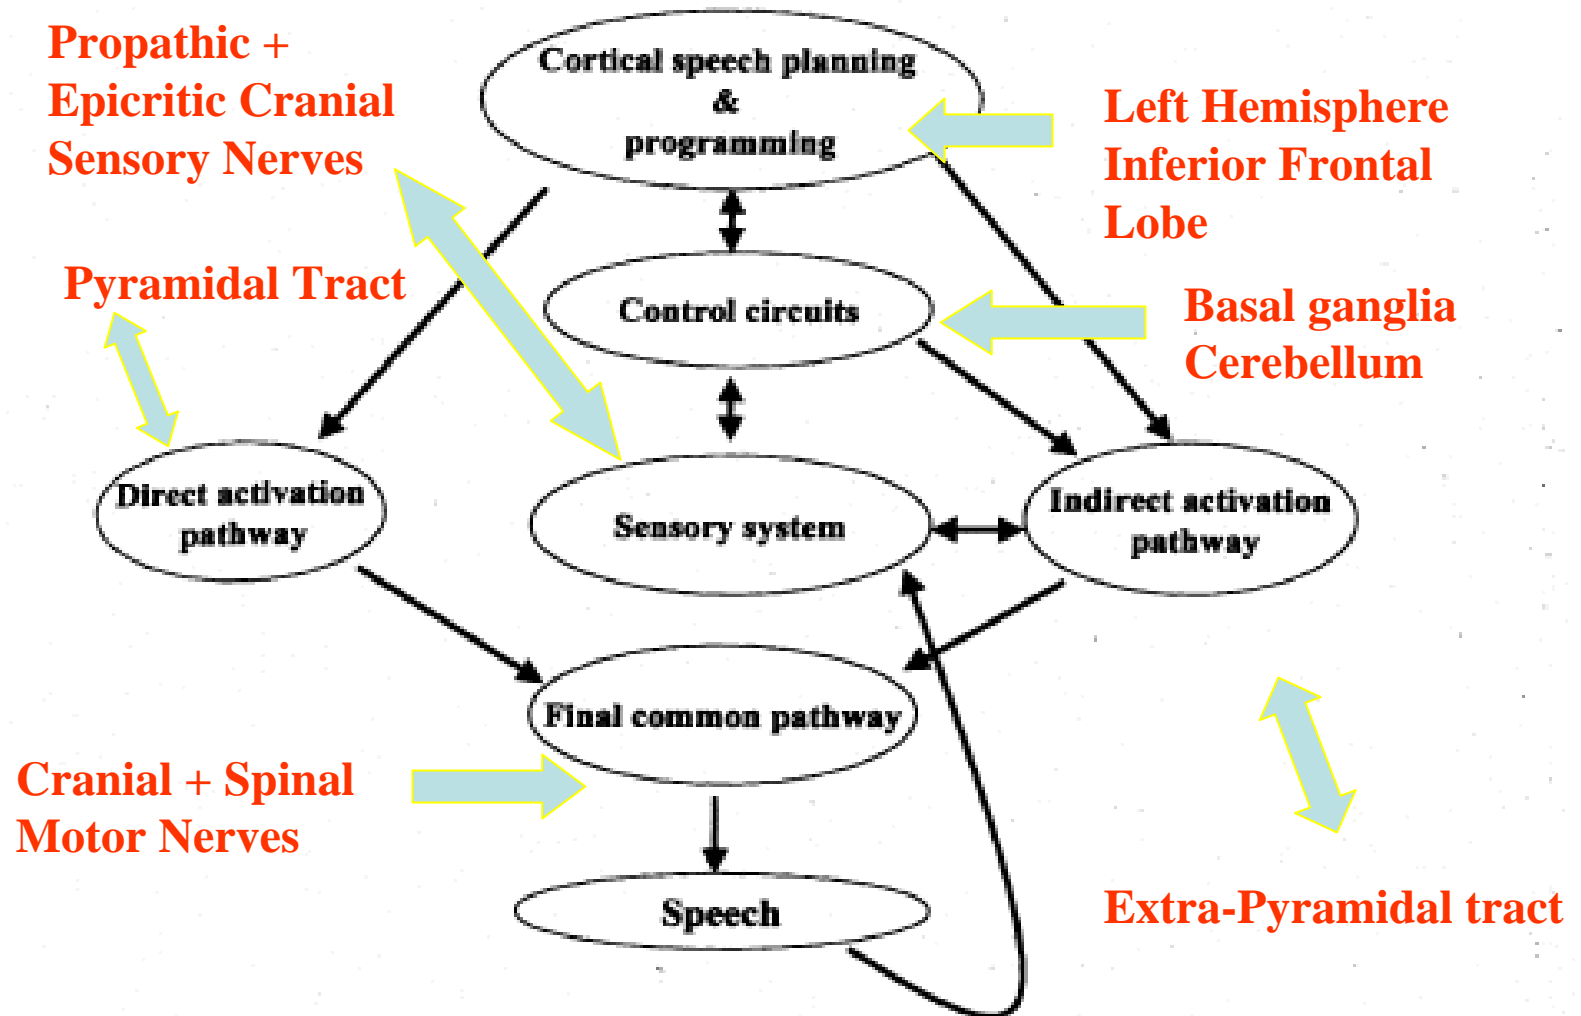 Propathic +
Epicritic Cranial
Sensory Nerves
Cortical speech planning
&
programming
Left Hemisphere
Inferior Frontal
Lobe
Pyramidal Tract
Control circuits
Basal ganglia
Cerebellum
Direct activation
pathway
Sensory system
Indirect activation
pathway
Final common pathway
Cranial + Spinal
Motor Nerves
Speech
Extra-Pyramidal tract